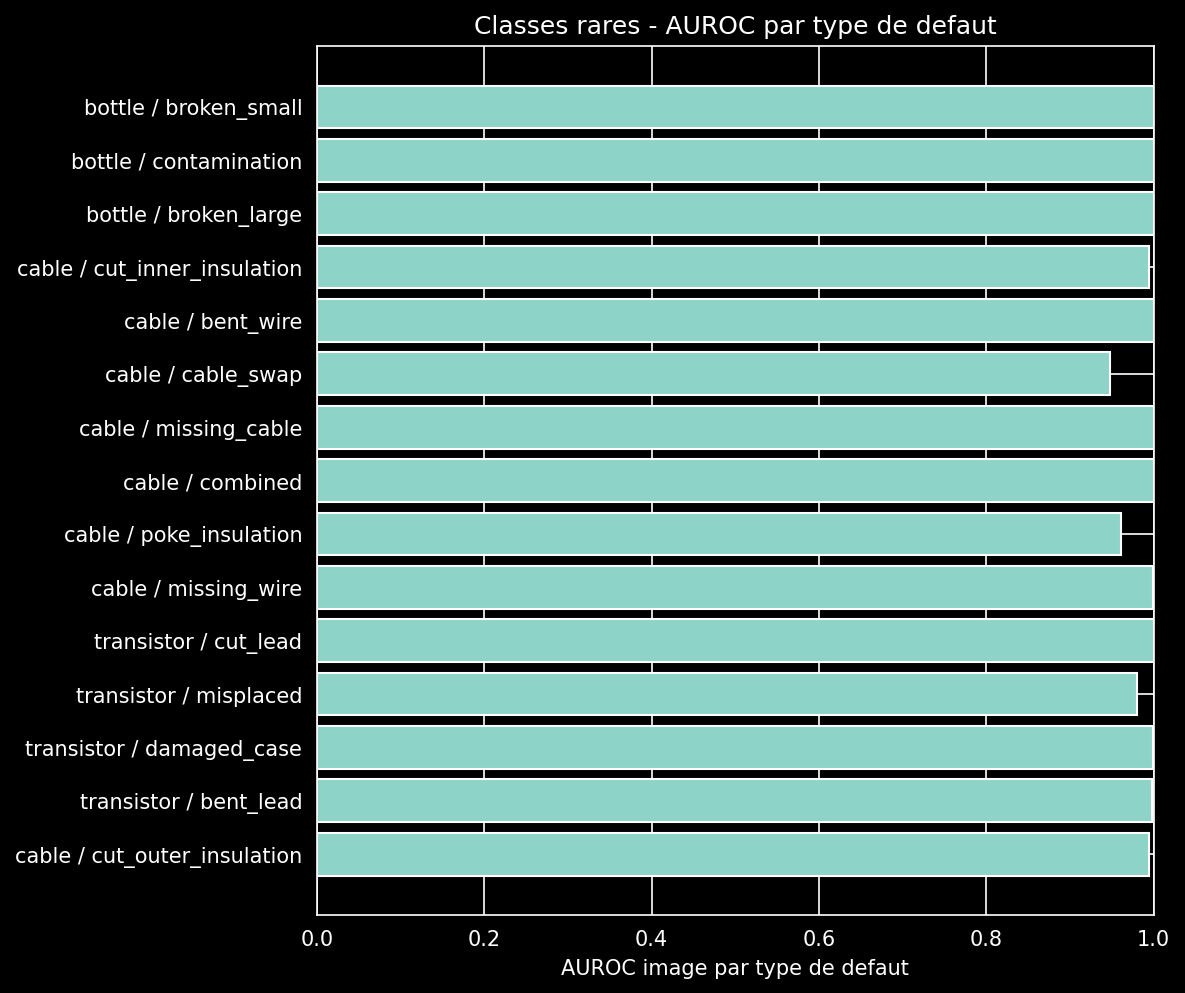 Classes rares - AUROC par type de defaut
bottle / broken_small
bottle / contamination
bottle / broken_large
cable / cut_inner_insulation
cable / bent_wire
cable / cable_swap
cable / missing_cable
cable / combined
cable / poke_insulation
cable / missing_wire
transistor / cut_lead
transistor / misplaced
transistor / damaged_case
transistor / bent_lead
cable / cut_outer_insulation
0.0 0.2 0.4 0.6 0.8 1.0
AUROC image par type de defaut